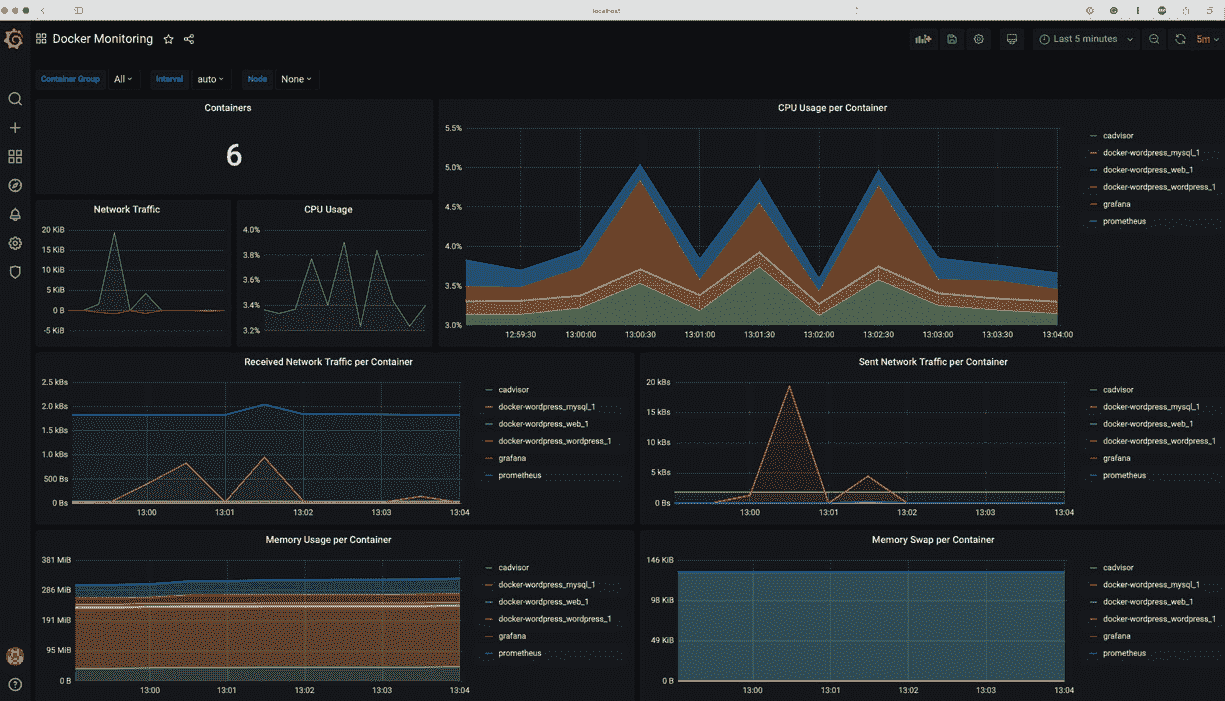 localhost
Docker Monitoring
Last 5 minutes
5m
Container Group All
Interval auto
Node None
Containers
6
Network Traffic
20 KiB
15 KiB
10 KiB
5 KiB
0 B
-5 KiB
CPU Usage
4.0%
3.8%
3.6%
3.4%
3.2%
CPU Usage per Container
5.5%
5.0%
4.5%
4.0%
3.5%
3.0%
12:59:30 13:00:00 13:00:30 13:01:00 13:01:30 13:02:00 13:02:30 13:03:00 13:03:30 13:04:00
cadvisor
docker-wordpress_mysql_1
docker-wordpress_web_1
docker-wordpress_wordpress_1
grafana
prometheus
Received Network Traffic per Container
2.5 kBs
2.0 kBs
1.5 kBs
1.0 kBs
500 Bs
0 Bs
13:00 13:01 13:02 13:03 13:04
cadvisor
docker-wordpress_mysql_1
docker-wordpress_web_1
docker-wordpress_wordpress_1
grafana
prometheus
Sent Network Traffic per Container
20 kBs
15 kBs
10 kBs
5 kBs
0 Bs
13:00 13:01 13:02 13:03 13:04
cadvisor
docker-wordpress_mysql_1
docker-wordpress_web_1
docker-wordpress_wordpress_1
grafana
prometheus
Memory Usage per Container
381 MiB
286 MiB
191 MiB
95 MiB
0 B
13:00 13:01 13:02 13:03 13:04
cadvisor
docker-wordpress_mysql_1
docker-wordpress_web_1
docker-wordpress_wordpress_1
grafana
prometheus
Memory Swap per Container
146 KiB
98 KiB
49 KiB
0 B
13:00 13:01 13:02 13:03 13:04
cadvisor
docker-wordpress_mysql_1
docker-wordpress_web_1
docker-wordpress_wordpress_1
grafana
prometheus